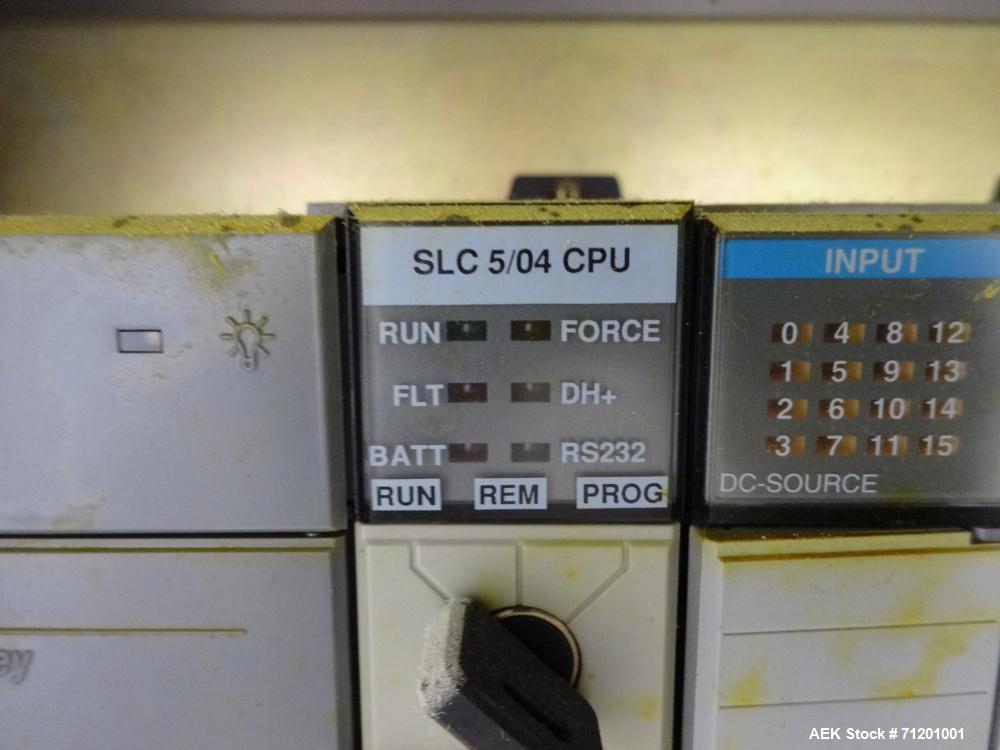 SLC 5/04 CPU
RUN FORCE
FLT DH+
BATT RS232
RUN REM PROG
INPUT
0 4 8 12
1 5 9 13
2 6 10 14
3 7 11 15
DC-SOURCE
ey
AEK Stock # 71201001